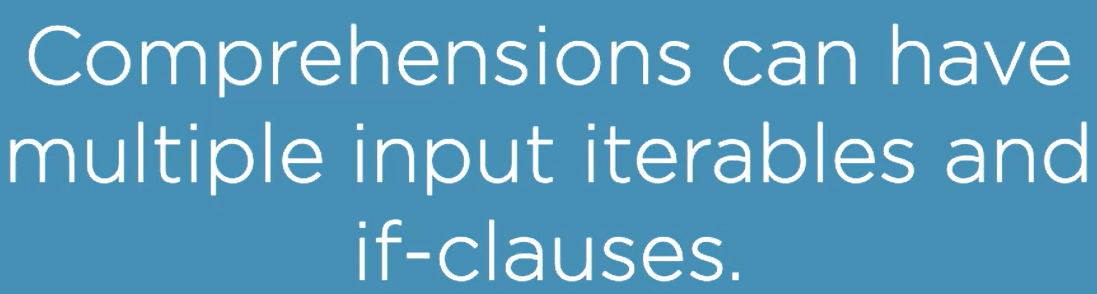 Comprehensions can have
multiple input iterables and
if-clauses.